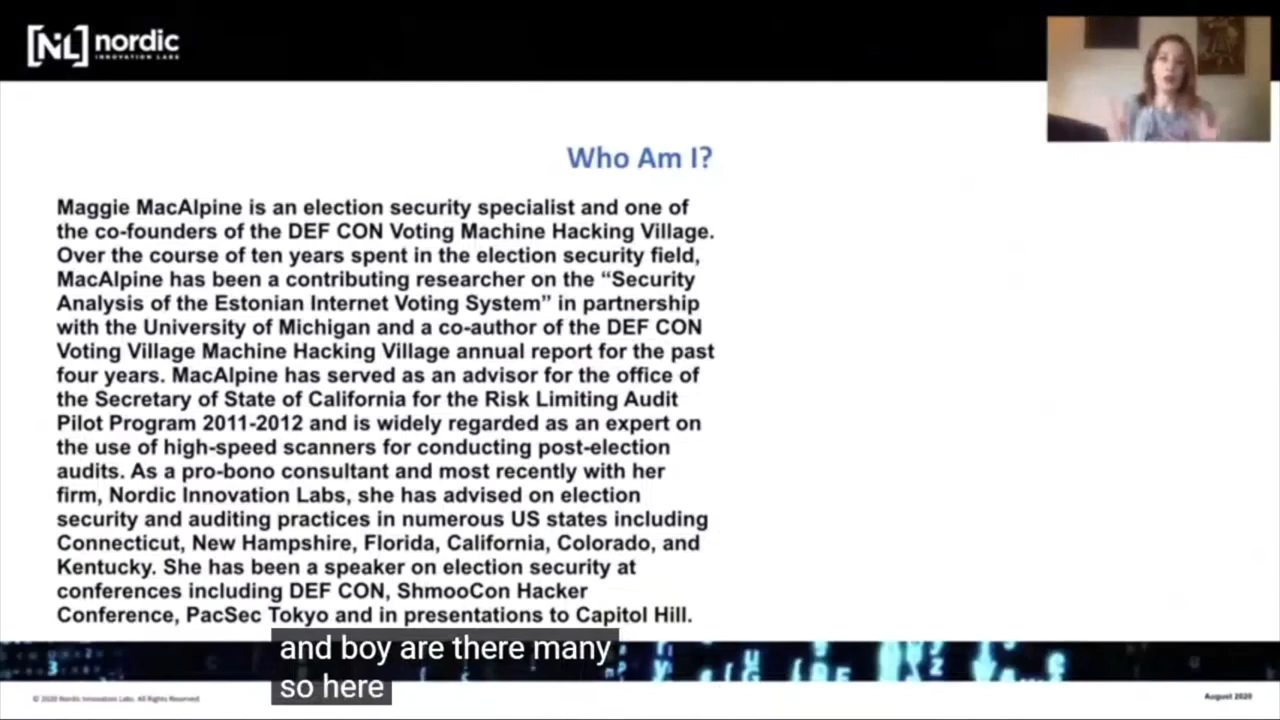 [NiL] nordic
INNOVATION LABS
Who Am I?
Maggie MacAlpine is an election security specialist and one of
the co-founders of the DEF CON Voting Machine Hacking Village.
Over the course of ten years spent in the election security field,
MacAlpine has been a contributing researcher on the “Security
Analysis of the Estonian Internet Voting System” in partnership
with the University of Michigan and a co-author of the DEF CON
Voting Village Machine Hacking Village annual report for the past
four years. MacAlpine has served as an advisor for the office of
the Secretary of State of California for the Risk Limiting Audit
Pilot Program 2011-2012 and is widely regarded as an expert on
the use of high-speed scanners for conducting post-election
audits. As a pro-bono consultant and most recently with her
firm, Nordic Innovation Labs, she has advised on election
security and auditing practices in numerous US states including
Connecticut, New Hampshire, Florida, California, Colorado, and
Kentucky. She has been a speaker on election security at
conferences including DEF CON, ShmooCon Hacker
Conference, PacSec Tokyo and in presentations to Capitol Hill.
and boy are there many
so here
© 2020 Nordic Innovation Labs. All Rights Reserved.
August 2020